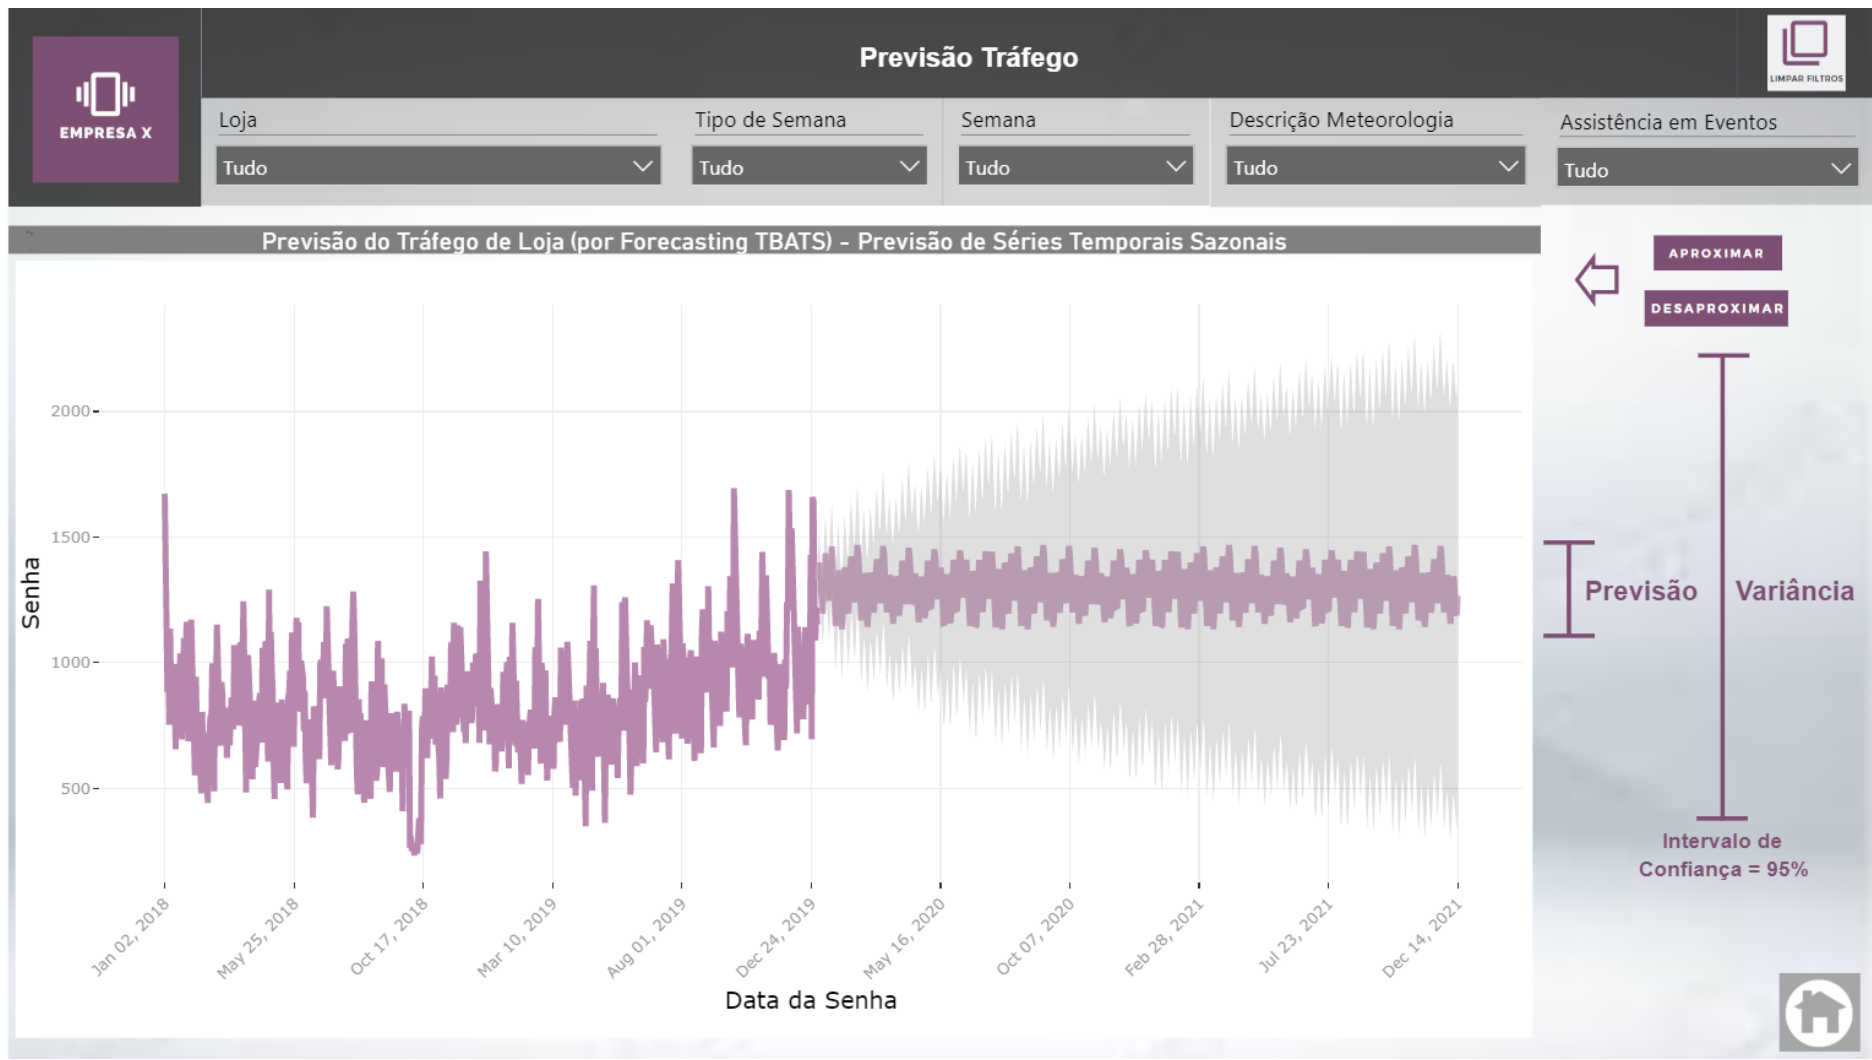 Previsão Tráfego
LIMPAR FILTROS
EMPRESA X
Loja
Tipo de Semana
Semana
Descrição Meteorologia
Assistência em Eventos
Tudo
Tudo
Tudo
Tudo
Tudo
Previsão do Tráfego de Loja (por Forecasting TBATS) - Previsão de Séries Temporais Sazonais
APROXIMAR
DESAPROXIMAR
2000
1500
1000
500
Senha
Previsão
Variância
Intervalo de
Confiança = 95%
Jan 02, 2018
May 25, 2018
Oct 17, 2018
Mar 10, 2019
Aug 01, 2019
Dec 24, 2019
May 16, 2020
Oct 07, 2020
Feb 28, 2021
Jul 23, 2021
Dec 14, 2021
Data da Senha